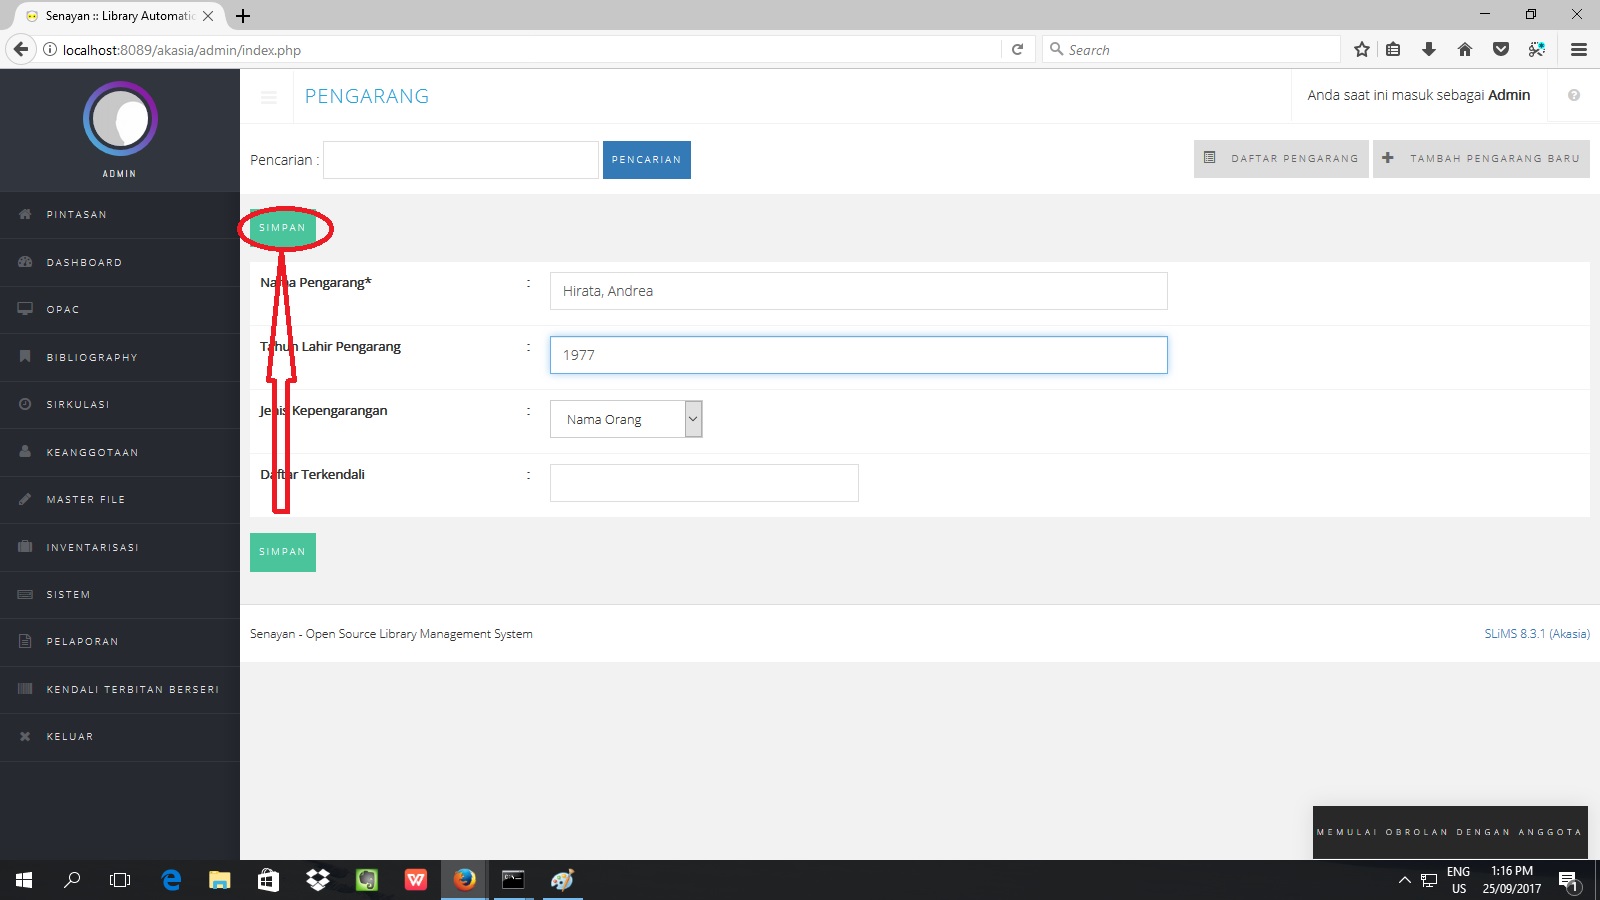 Senayan :: Library Automatic
localhost:8089/akasia/admin/index.php
Search
ADMIN
PINTASAN
DASHBOARD
OPAC
BIBLIOGRAPHY
SIRKULASI
KEANGGOTAAN
MASTER FILE
INVENTARISASI
SISTEM
PELAPORAN
KENDALI TERBITAN BERSERI
KELUAR
PENGARANG
Anda saat ini masuk sebagai Admin
Pencarian :
PENCARIAN
DAFTAR PENGARANG
TAMBAH PENGARANG BARU
SIMPAN
Nama Pengarang* : Hirata, Andrea
Tahun Lahir Pengarang : 1977
Jenis Kepengarangan : Nama Orang
Daftar Terkendali :
SIMPAN
Senayan - Open Source Library Management System
SLiMS 8.3.1 (Akasia)
MEMULAI OBROLAN DENGAN ANGGOTA
ENG
US
1:16 PM
25/09/2017
1